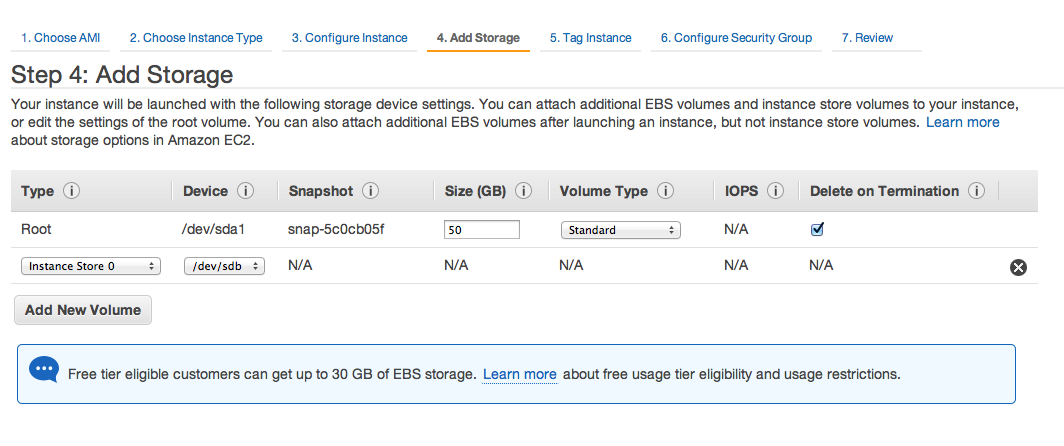 1. Choose AMI 2. Choose Instance Type 3. Configure Instance 4. Add Storage 5. Tag Instance 6. Configure Security Group 7. Review
Step 4: Add Storage
Your instance will be launched with the following storage device settings. You can attach additional EBS volumes and instance store volumes to your instance,
or edit the settings of the root volume. You can also attach additional EBS volumes after launching an instance, but not instance store volumes. Learn more
about storage options in Amazon EC2.
Type i Device i Snapshot i Size (GB) i Volume Type i IOPS i Delete on Termination i
Root /dev/sda1 snap-5c0cb05f 50 Standard N/A
Instance Store 0 /dev/sdb N/A N/A N/A N/A N/A
Add New Volume
Free tier eligible customers can get up to 30 GB of EBS storage. Learn more about free usage tier eligibility and usage restrictions.